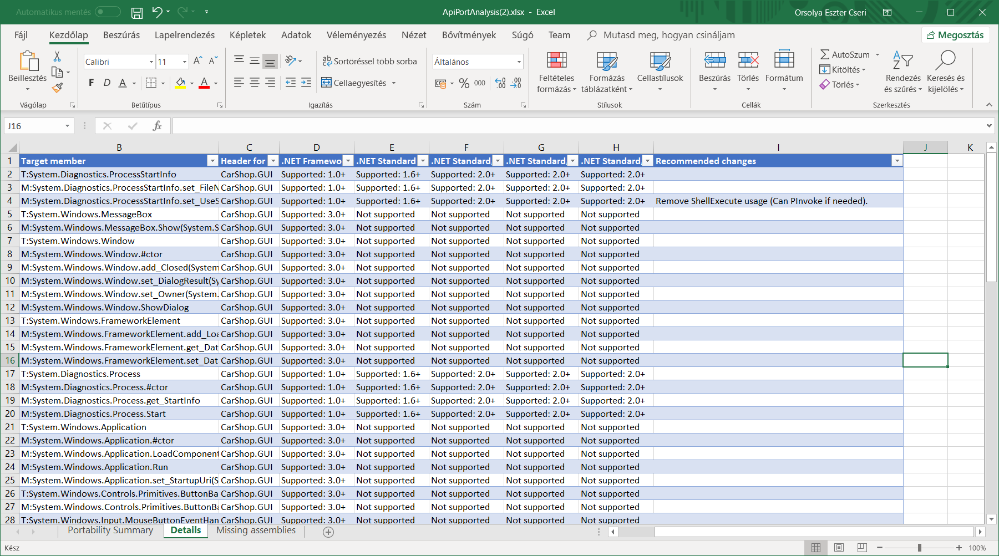 Automatikus mentés
ApiPortAnalysis(2).xlsx - Excel
Orsolya Eszter Cseri
Fájl Kezdőlap Beszúrás Lapelrendezés Képletek Adatok Véleményezés Nézet Bővítmények Súgó Team Mutasd meg, hogyan csináljam Megosztás
Beillesztés
Vágólap
Calibri 11
F D A A
Betűtípus
Sortöréssel több sorba
Cellaegyesítés
Igazítás
Általános
% 000
Szám
Feltételes formázás
Formázás táblázatként
Cellastílusok
Stílusok
Beszúrás Törlés Formátum
Cellák
AutoSzum
Kitöltés
Törlés
Rendezés és szűrés
Keresés és kijelölés
Szerkesztés
J16 fx
B C D E F G H I J K
1 Target member Header for .NET Framewo .NET Standard .NET Standard, .NET Standard, .NET Standard, Recommended changes
2 T:System.Diagnostics.ProcessStartInfo CarShop.GUI Supported: 1.0+ Supported: 1.6+ Supported: 2.0+ Supported: 2.0+ Supported: 2.0+
3 M:System.Diagnostics.ProcessStartInfo.set_FileN CarShop.GUI Supported: 1.0+ Supported: 1.6+ Supported: 2.0+ Supported: 2.0+ Supported: 2.0+
4 M:System.Diagnostics.ProcessStartInfo.set_UseS CarShop.GUI Supported: 1.0+ Supported: 1.6+ Supported: 2.0+ Supported: 2.0+ Supported: 2.0+ Remove ShellExecute usage (Can PInvoke if needed).
5 T:System.Windows.MessageBox CarShop.GUI Supported: 3.0+ Not supported Not supported Not supported Not supported
6 M:System.Windows.MessageBox.Show(System.S CarShop.GUI Supported: 3.0+ Not supported Not supported Not supported Not supported
7 T:System.Windows.Window CarShop.GUI Supported: 3.0+ Not supported Not supported Not supported Not supported
8 M:System.Windows.Window.#ctor CarShop.GUI Supported: 3.0+ Not supported Not supported Not supported Not supported
9 M:System.Windows.Window.add_Closed(System CarShop.GUI Supported: 3.0+ Not supported Not supported Not supported Not supported
10 M:System.Windows.Window.set_DialogResult(Sy CarShop.GUI Supported: 3.0+ Not supported Not supported Not supported Not supported
11 M:System.Windows.Window.set_Owner(System. CarShop.GUI Supported: 3.0+ Not supported Not supported Not supported Not supported
12 M:System.Windows.Window.ShowDialog CarShop.GUI Supported: 3.0+ Not supported Not supported Not supported Not supported
13 T:System.Windows.FrameworkElement CarShop.GUI Supported: 3.0+ Not supported Not supported Not supported Not supported
14 M:System.Windows.FrameworkElement.add_Loa CarShop.GUI Supported: 3.0+ Not supported Not supported Not supported Not supported
15 M:System.Windows.FrameworkElement.get_Dat CarShop.GUI Supported: 3.0+ Not supported Not supported Not supported Not supported
16 M:System.Windows.FrameworkElement.set_Dat CarShop.GUI Supported: 3.0+ Not supported Not supported Not supported Not supported
17 T:System.Diagnostics.Process CarShop.GUI Supported: 1.0+ Supported: 1.6+ Supported: 2.0+ Supported: 2.0+ Supported: 2.0+
18 M:System.Diagnostics.Process.#ctor CarShop.GUI Supported: 1.0+ Supported: 1.6+ Supported: 2.0+ Supported: 2.0+ Supported: 2.0+
19 M:System.Diagnostics.Process.get_StartInfo CarShop.GUI Supported: 1.0+ Supported: 1.6+ Supported: 2.0+ Supported: 2.0+ Supported: 2.0+
20 M:System.Diagnostics.Process.Start CarShop.GUI Supported: 1.0+ Supported: 1.6+ Supported: 2.0+ Supported: 2.0+ Supported: 2.0+
21 T:System.Windows.Application CarShop.GUI Supported: 3.0+ Not supported Not supported Not supported Not supported
22 M:System.Windows.Application.#ctor CarShop.GUI Supported: 3.0+ Not supported Not supported Not supported Not supported
23 M:System.Windows.Application.LoadComponent CarShop.GUI Supported: 3.0+ Not supported Not supported Not supported Not supported
24 M:System.Windows.Application.Run CarShop.GUI Supported: 3.0+ Not supported Not supported Not supported Not supported
25 M:System.Windows.Application.set_StartupUri(S CarShop.GUI Supported: 3.0+ Not supported Not supported Not supported Not supported
26 T:System.Windows.Controls.Primitives.ButtonBa CarShop.GUI Supported: 3.0+ Not supported Not supported Not supported Not supported
27 M:System.Windows.Controls.Primitives.ButtonBa CarShop.GUI Supported: 3.0+ Not supported Not supported Not supported Not supported
28 T:System.Windows.Input.MouseButtonEventHan CarShop.GUI Supported: 3.0+ Not supported Not supported Not supported Not supported
Portability Summary Details Missing assemblies
Kész 100%